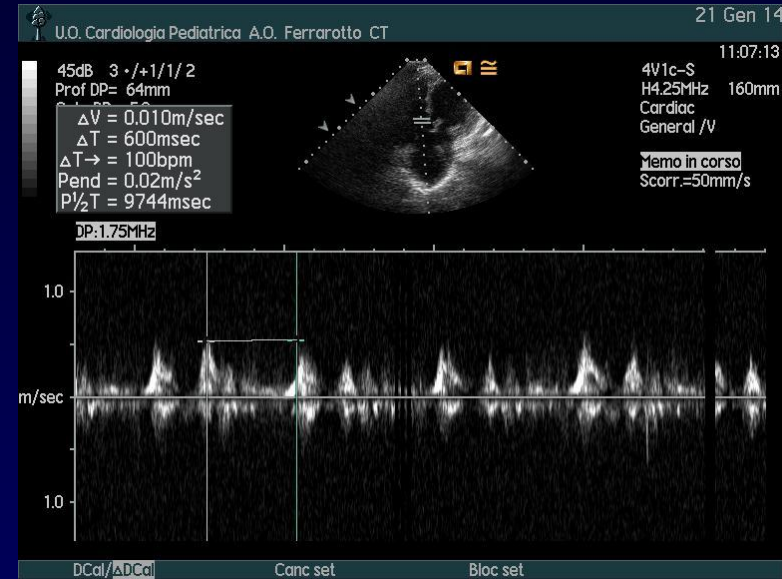 21 Gen 14
U.O. Cardiologia Pediatrica A.O. Ferrarotto CT
11:07:13
45dB 3 •/+1/1/2
Prof DP= 64mm
4V1c-S
H4.25MHz 160mm
Cardiac
General /V
ΔV = 0.010m/sec
ΔT = 600msec
ΔT→ = 100bpm
Pend = 0.02m/s²
P½T = 9744msec
Memo in corso
Scorr.=50mm/s
DP:1.75MHz
1.0
m/sec
1.0
DCal/ΔDCal Canc set Bloc set